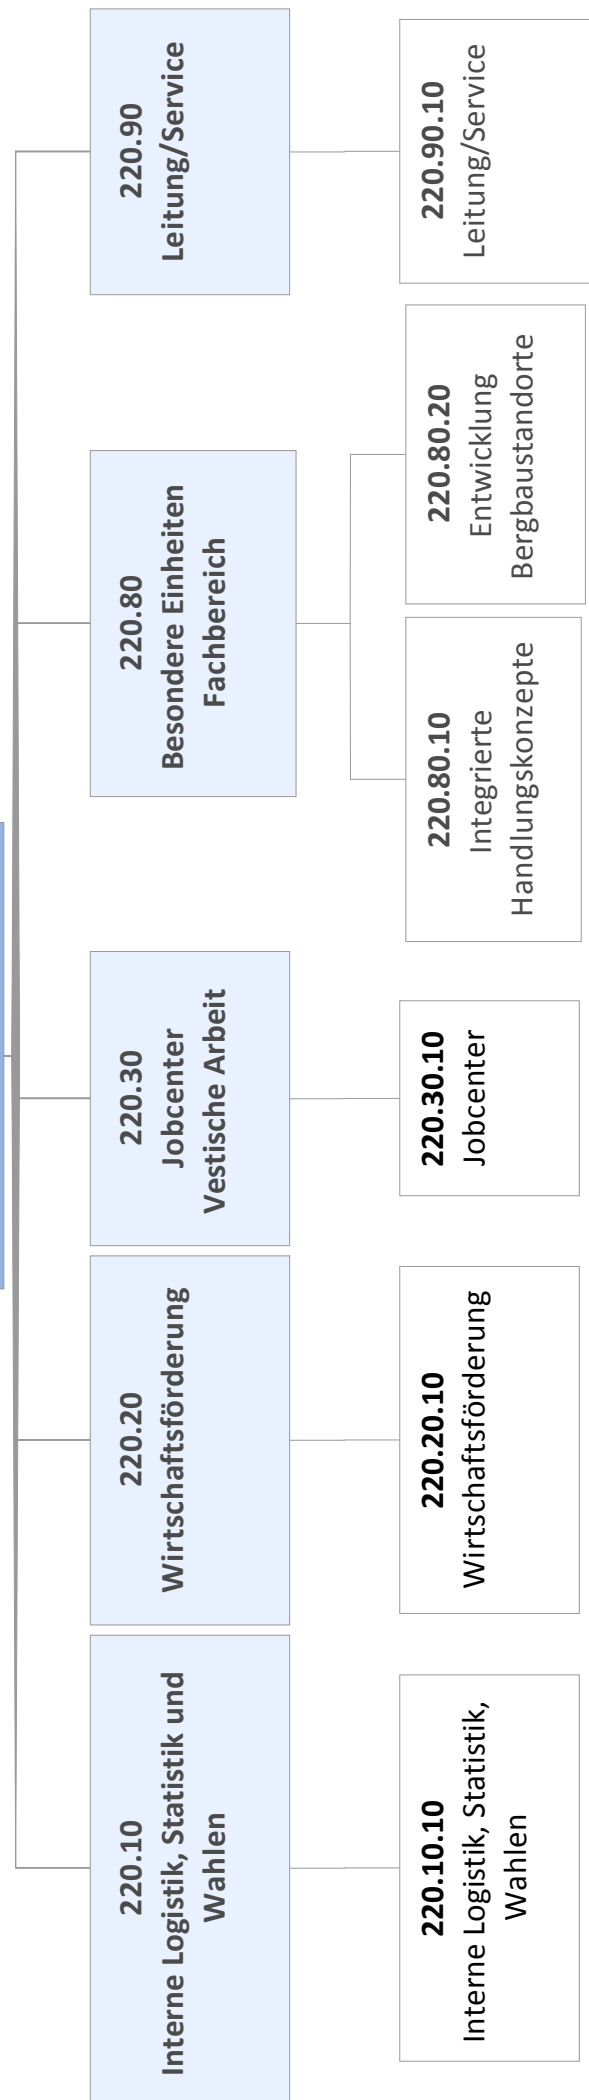 220.10
Interne Logistik, Statistik und
Wahlen
220.20
Wirtschaftsförderung
220.30
Jobcenter
Vestische Arbeit
220.80
Besondere Einheiten
Fachbereich
220.90
Leitung/Service
220.10.10
Interne Logistik, Statistik,
Wahlen
220.20.10
Wirtschaftsförderung
220.30.10
Jobcenter
220.80.10
Integrierte
Handlungskonzepte
220.80.20
Entwicklung
Bergbaustandorte
220.90.10
Leitung/Service